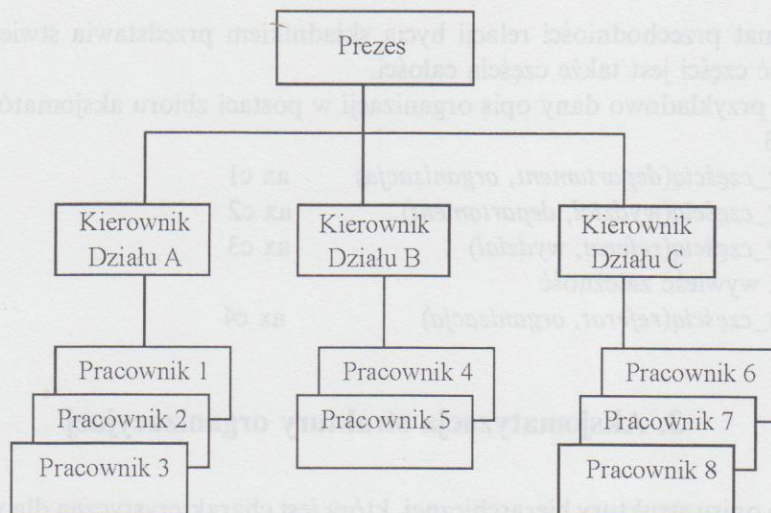 Prezes
Kierownik
Działu A
Kierownik
Działu B
Kierownik
Działu C
Pracownik 1
Pracownik 2
Pracownik 3
Pracownik 4
Pracownik 5
Pracownik 6
Pracownik 7
Pracownik 8